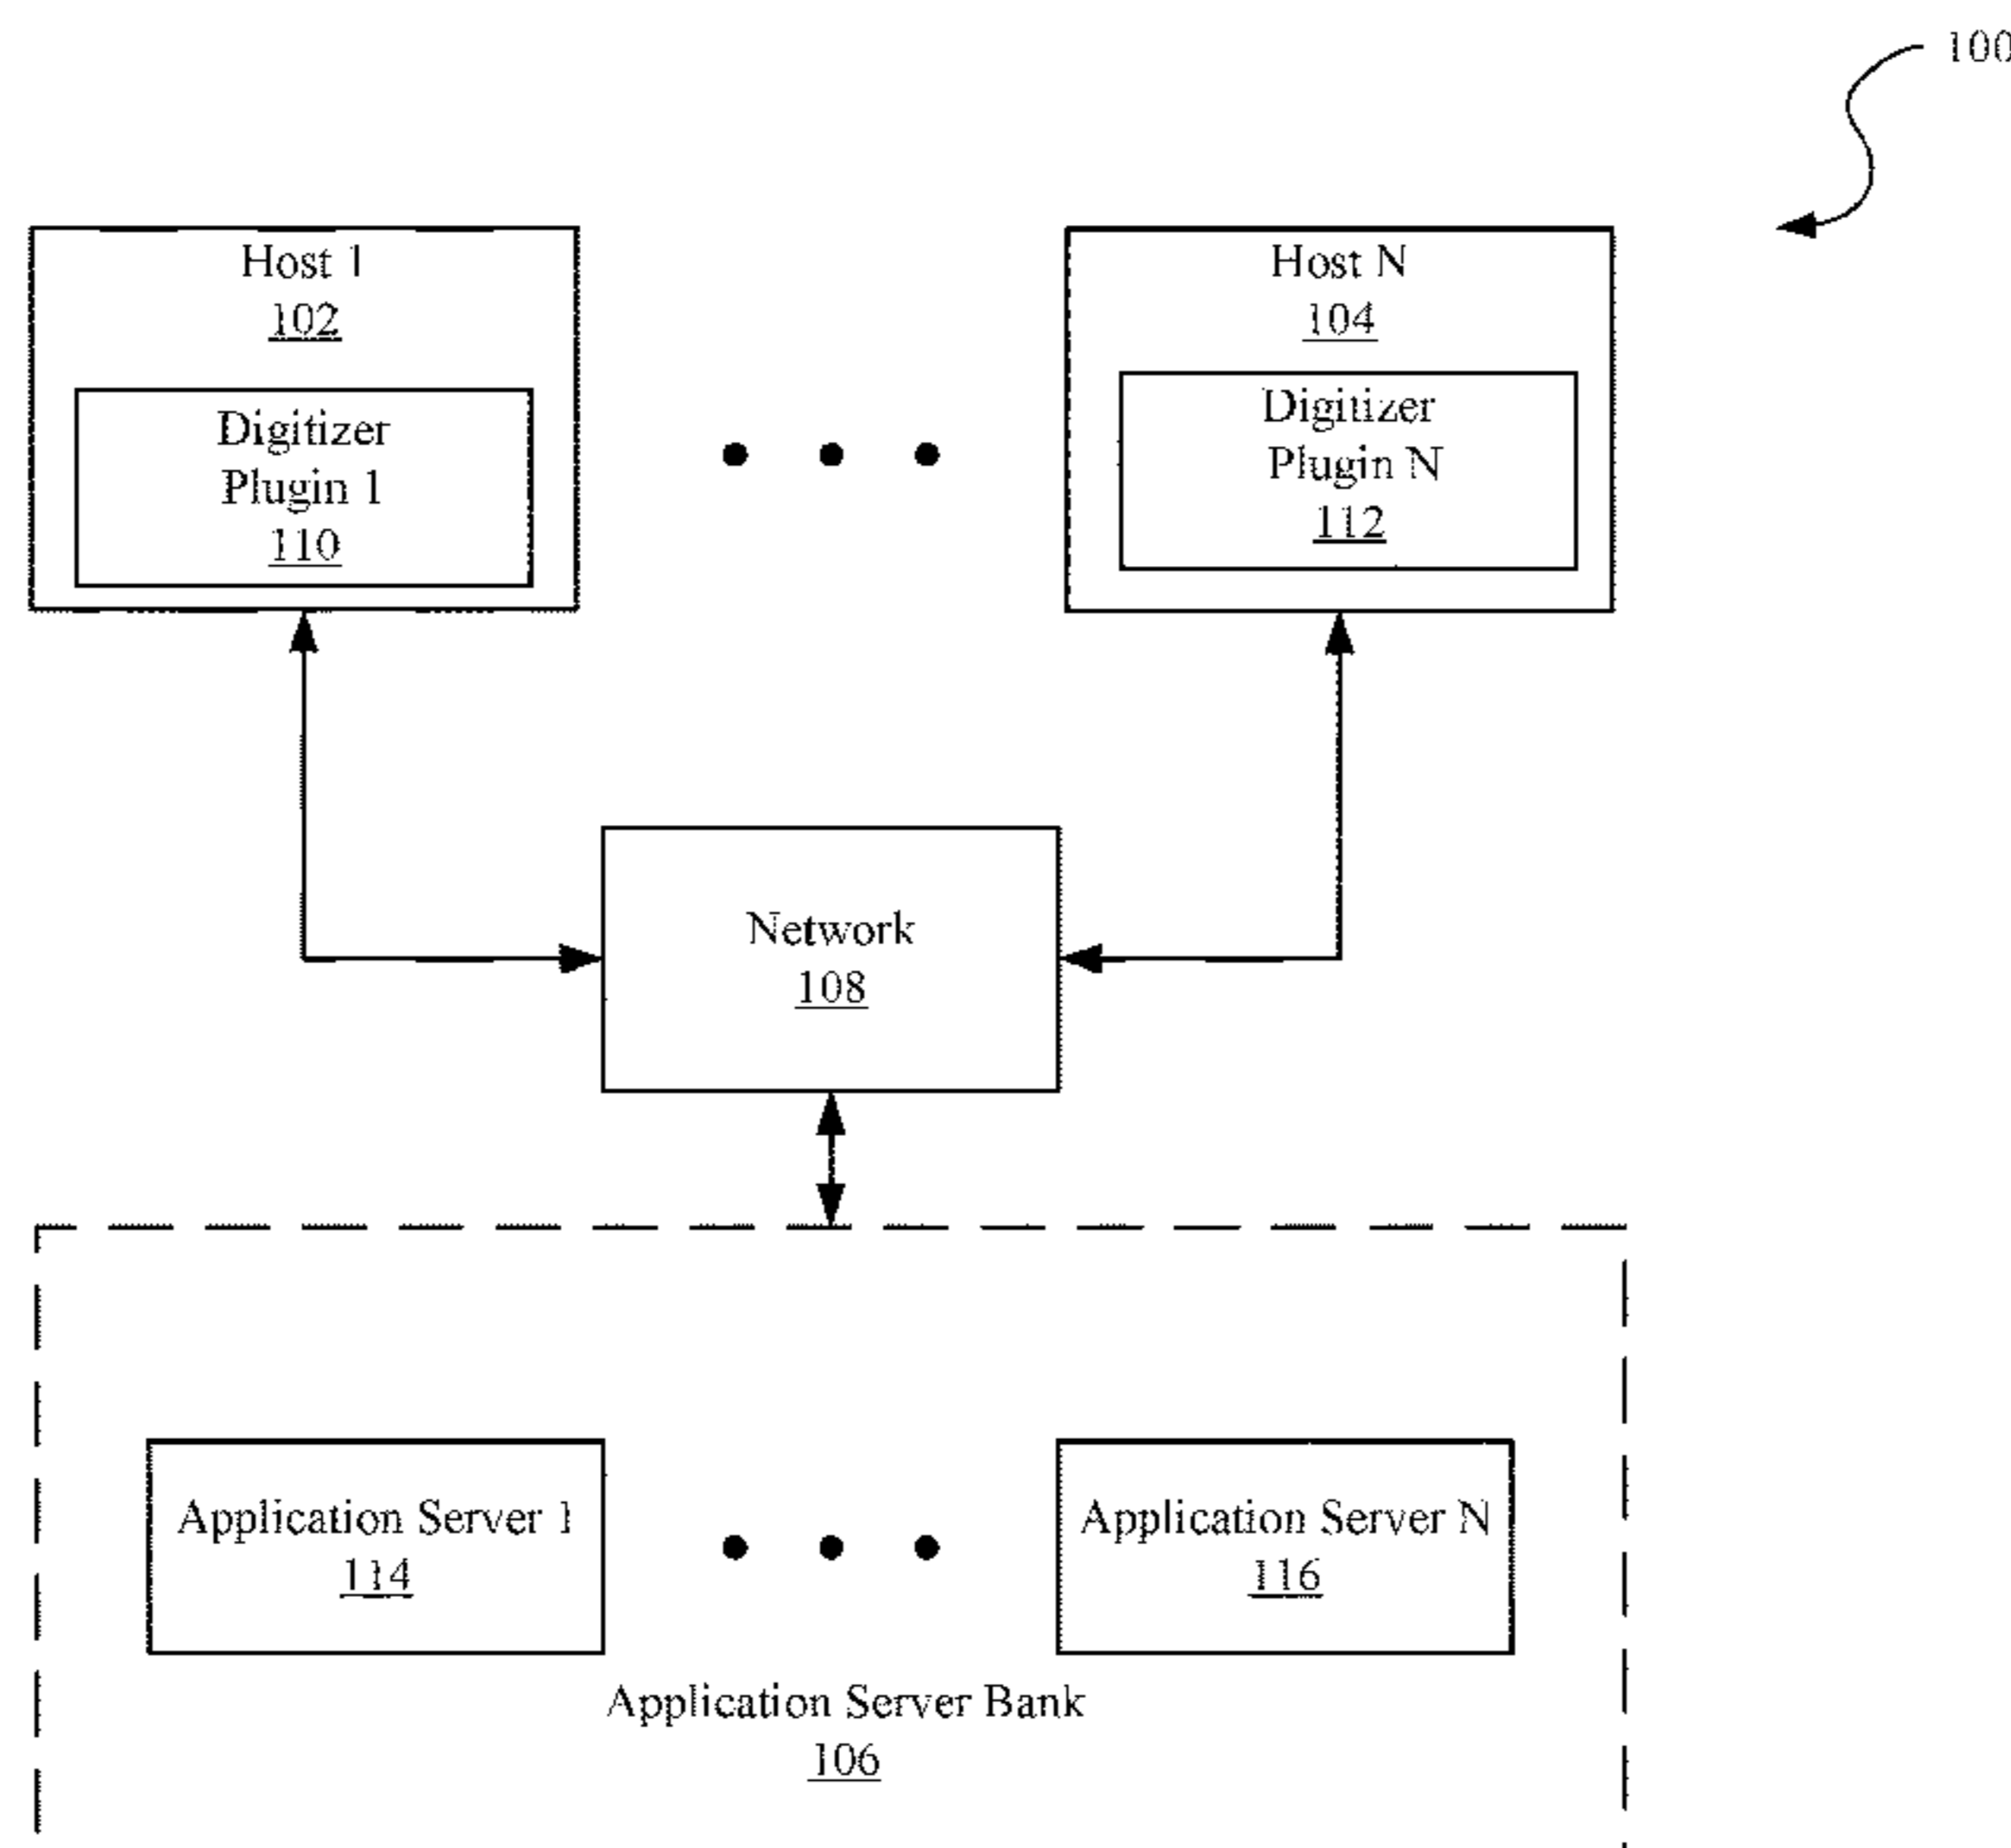 100
Host 1
102
Digitizer
Plugin 1
110
Host N
104
Digitizer
Plugin N
112
Network
108
Application Server 1
114
Application Server N
116
Application Server Bank
106